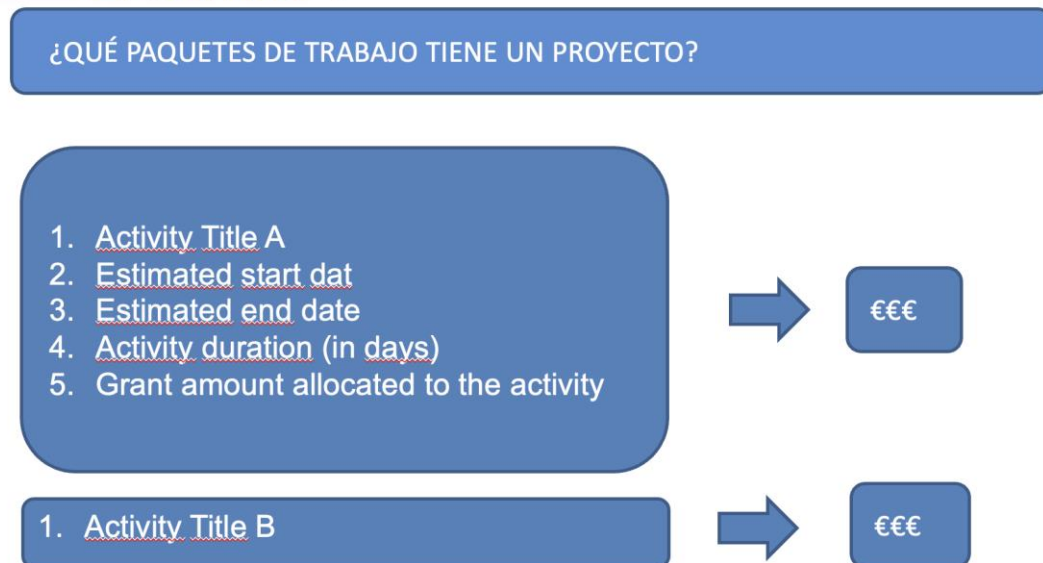 ¿QUÉ PAQUETES DE TRABAJO TIENE UN PROYECTO?
1. Activity Title A
2. Estimated start dat
3. Estimated end date
4. Activity duration (in days)
5. Grant amount allocated to the activity
€€€
1. Activity Title B
€€€